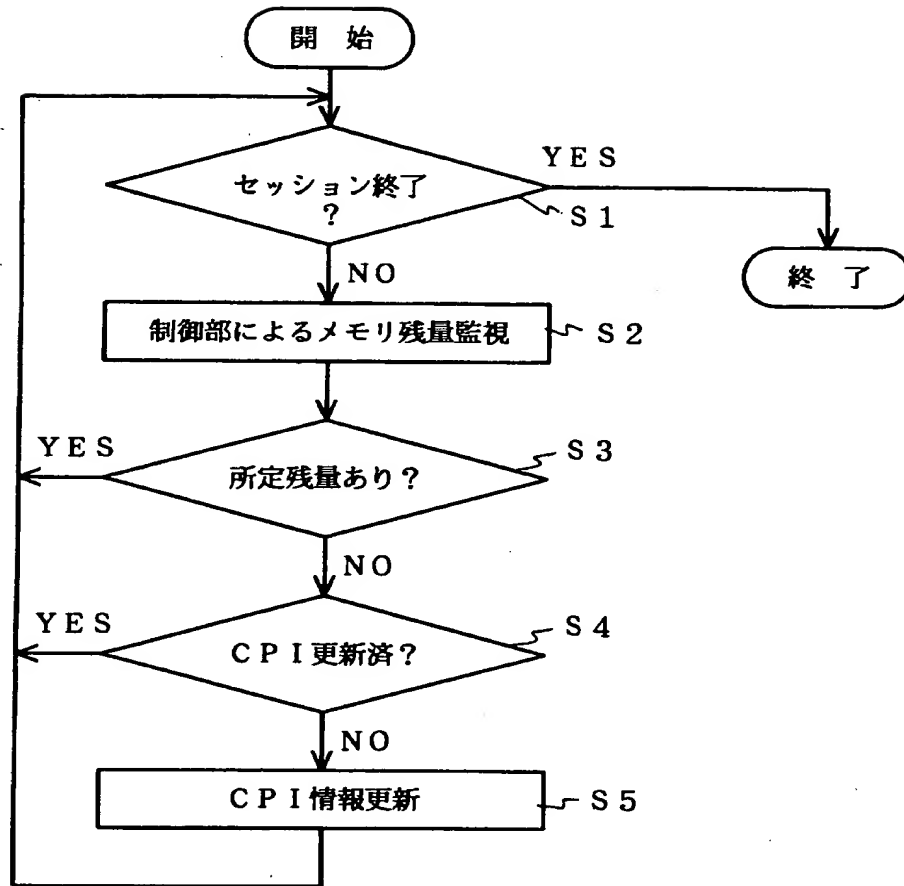 開 始
セッション終了
?
YES
S1
終 了
NO
制御部によるメモリ残量監視
S2
YES
所定残量あり?
S3
NO
YES
CPI更新済?
S4
NO
CPI情報更新
S5